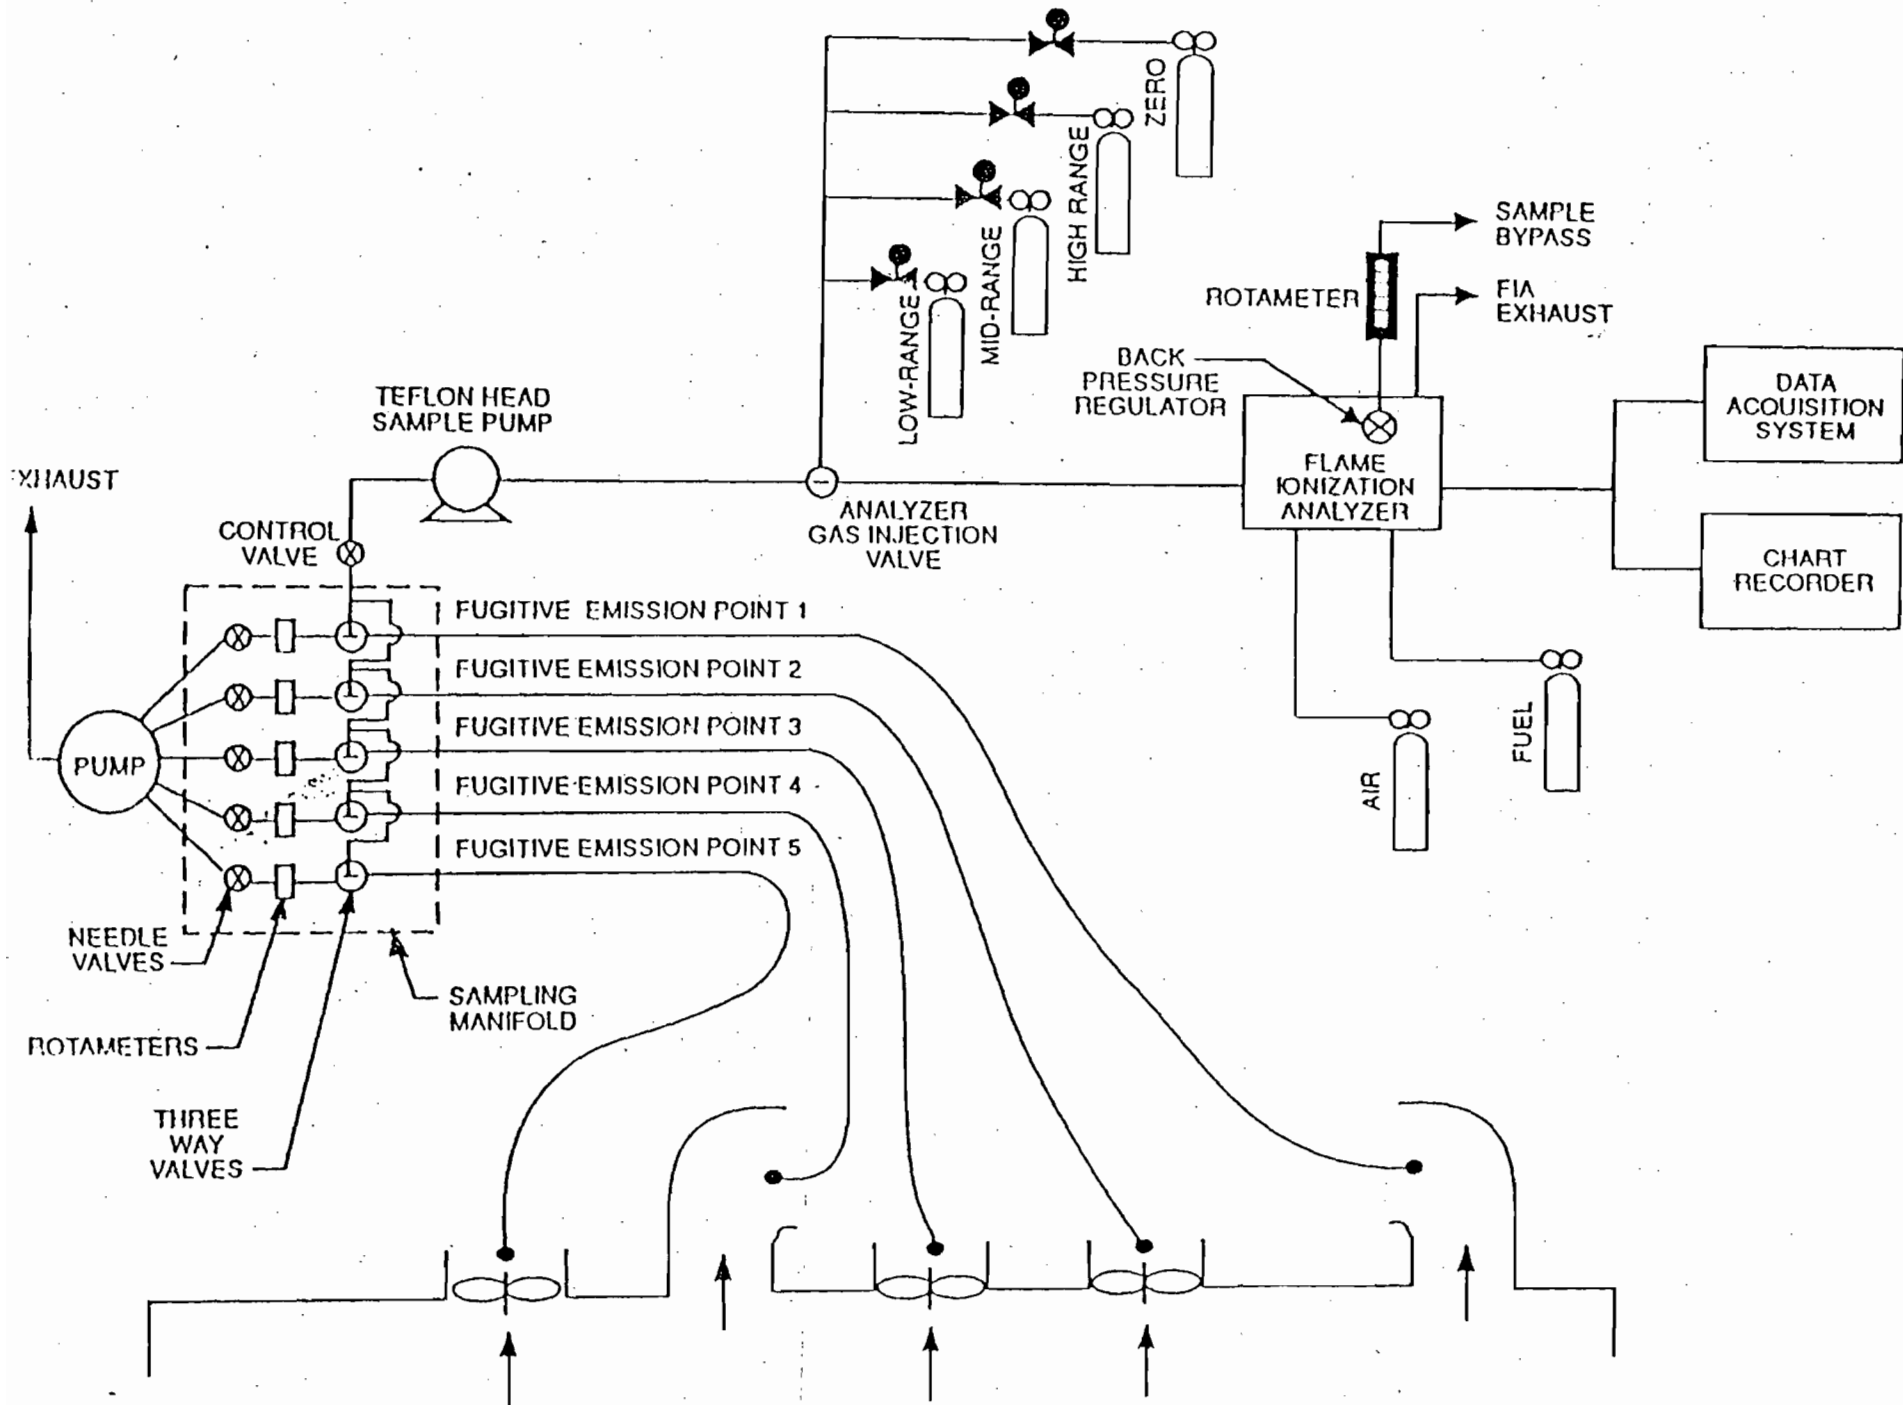 ZERO
HIGH RANGE
MID-RANGE
LOW-RANGE
SAMPLE
BYPASS
ROTAMETER
FIA
EXHAUST
BACK
PRESSURE
REGULATOR
DATA
ACQUISITION
SYSTEM
TEFLON HEAD
SAMPLE PUMP
FLAME
IONIZATION
ANALYZER
XHAUST
ANALYZER
GAS INJECTION
VALVE
CONTROL
VALVE
CHART
RECORDER
FUGITIVE EMISSION POINT 1
FUGITIVE EMISSION POINT 2
FUGITIVE EMISSION POINT 3
FUGITIVE EMISSION POINT 4
FUGITIVE EMISSION POINT 5
PUMP
FUEL
AIR
NEEDLE
VALVES
SAMPLING
MANIFOLD
ROTAMETERS
THREE
WAY
VALVES